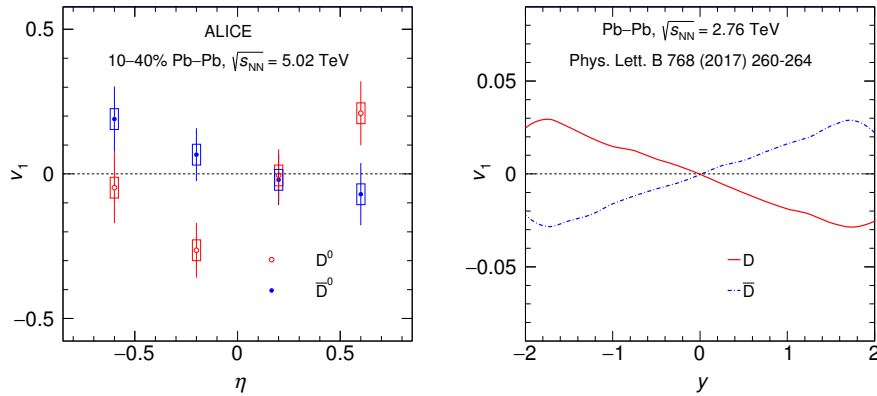 ALICE
10–40% Pb–Pb, √sNN = 5.02 TeV
v1
0.5
0
−0.5
D0
D̅0
−0.5
0
0.5
η
Pb–Pb, √sNN = 2.76 TeV
Phys. Lett. B 768 (2017) 260-264
v1
0.05
0
−0.05
D
D̅
−2
−1
0
1
2
y